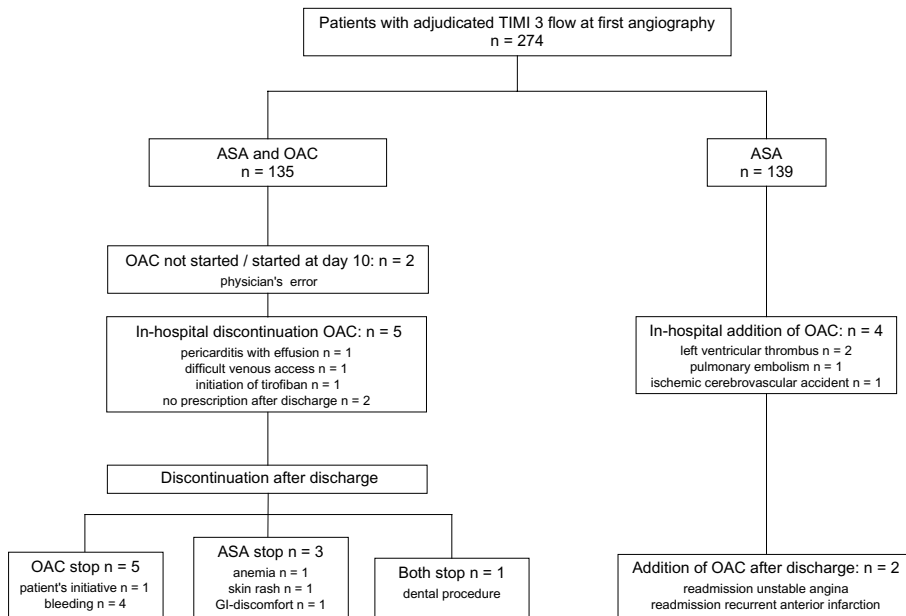 Patients with adjudicated TIMI 3 flow at first angiography
n = 274
ASA and OAC
n = 135
ASA
n = 139
OAC not started / started at day 10: n = 2
physician's error
In-hospital discontinuation OAC: n = 5
pericarditis with effusion n = 1
difficult venous access n = 1
initiation of tirofiban n = 1
no prescription after discharge n = 2
In-hospital addition of OAC: n = 4
left ventricular thrombus n = 2
pulmonary embolism n = 1
ischemic cerebrovascular accident n = 1
Discontinuation after discharge
OAC stop n = 5
patient's initiative n = 1
bleeding n = 4
ASA stop n = 3
anemia n = 1
skin rash n = 1
GI-discomfort n = 1
Both stop n = 1
dental procedure
Addition of OAC after discharge: n = 2
readmission unstable angina
readmission recurrent anterior infarction